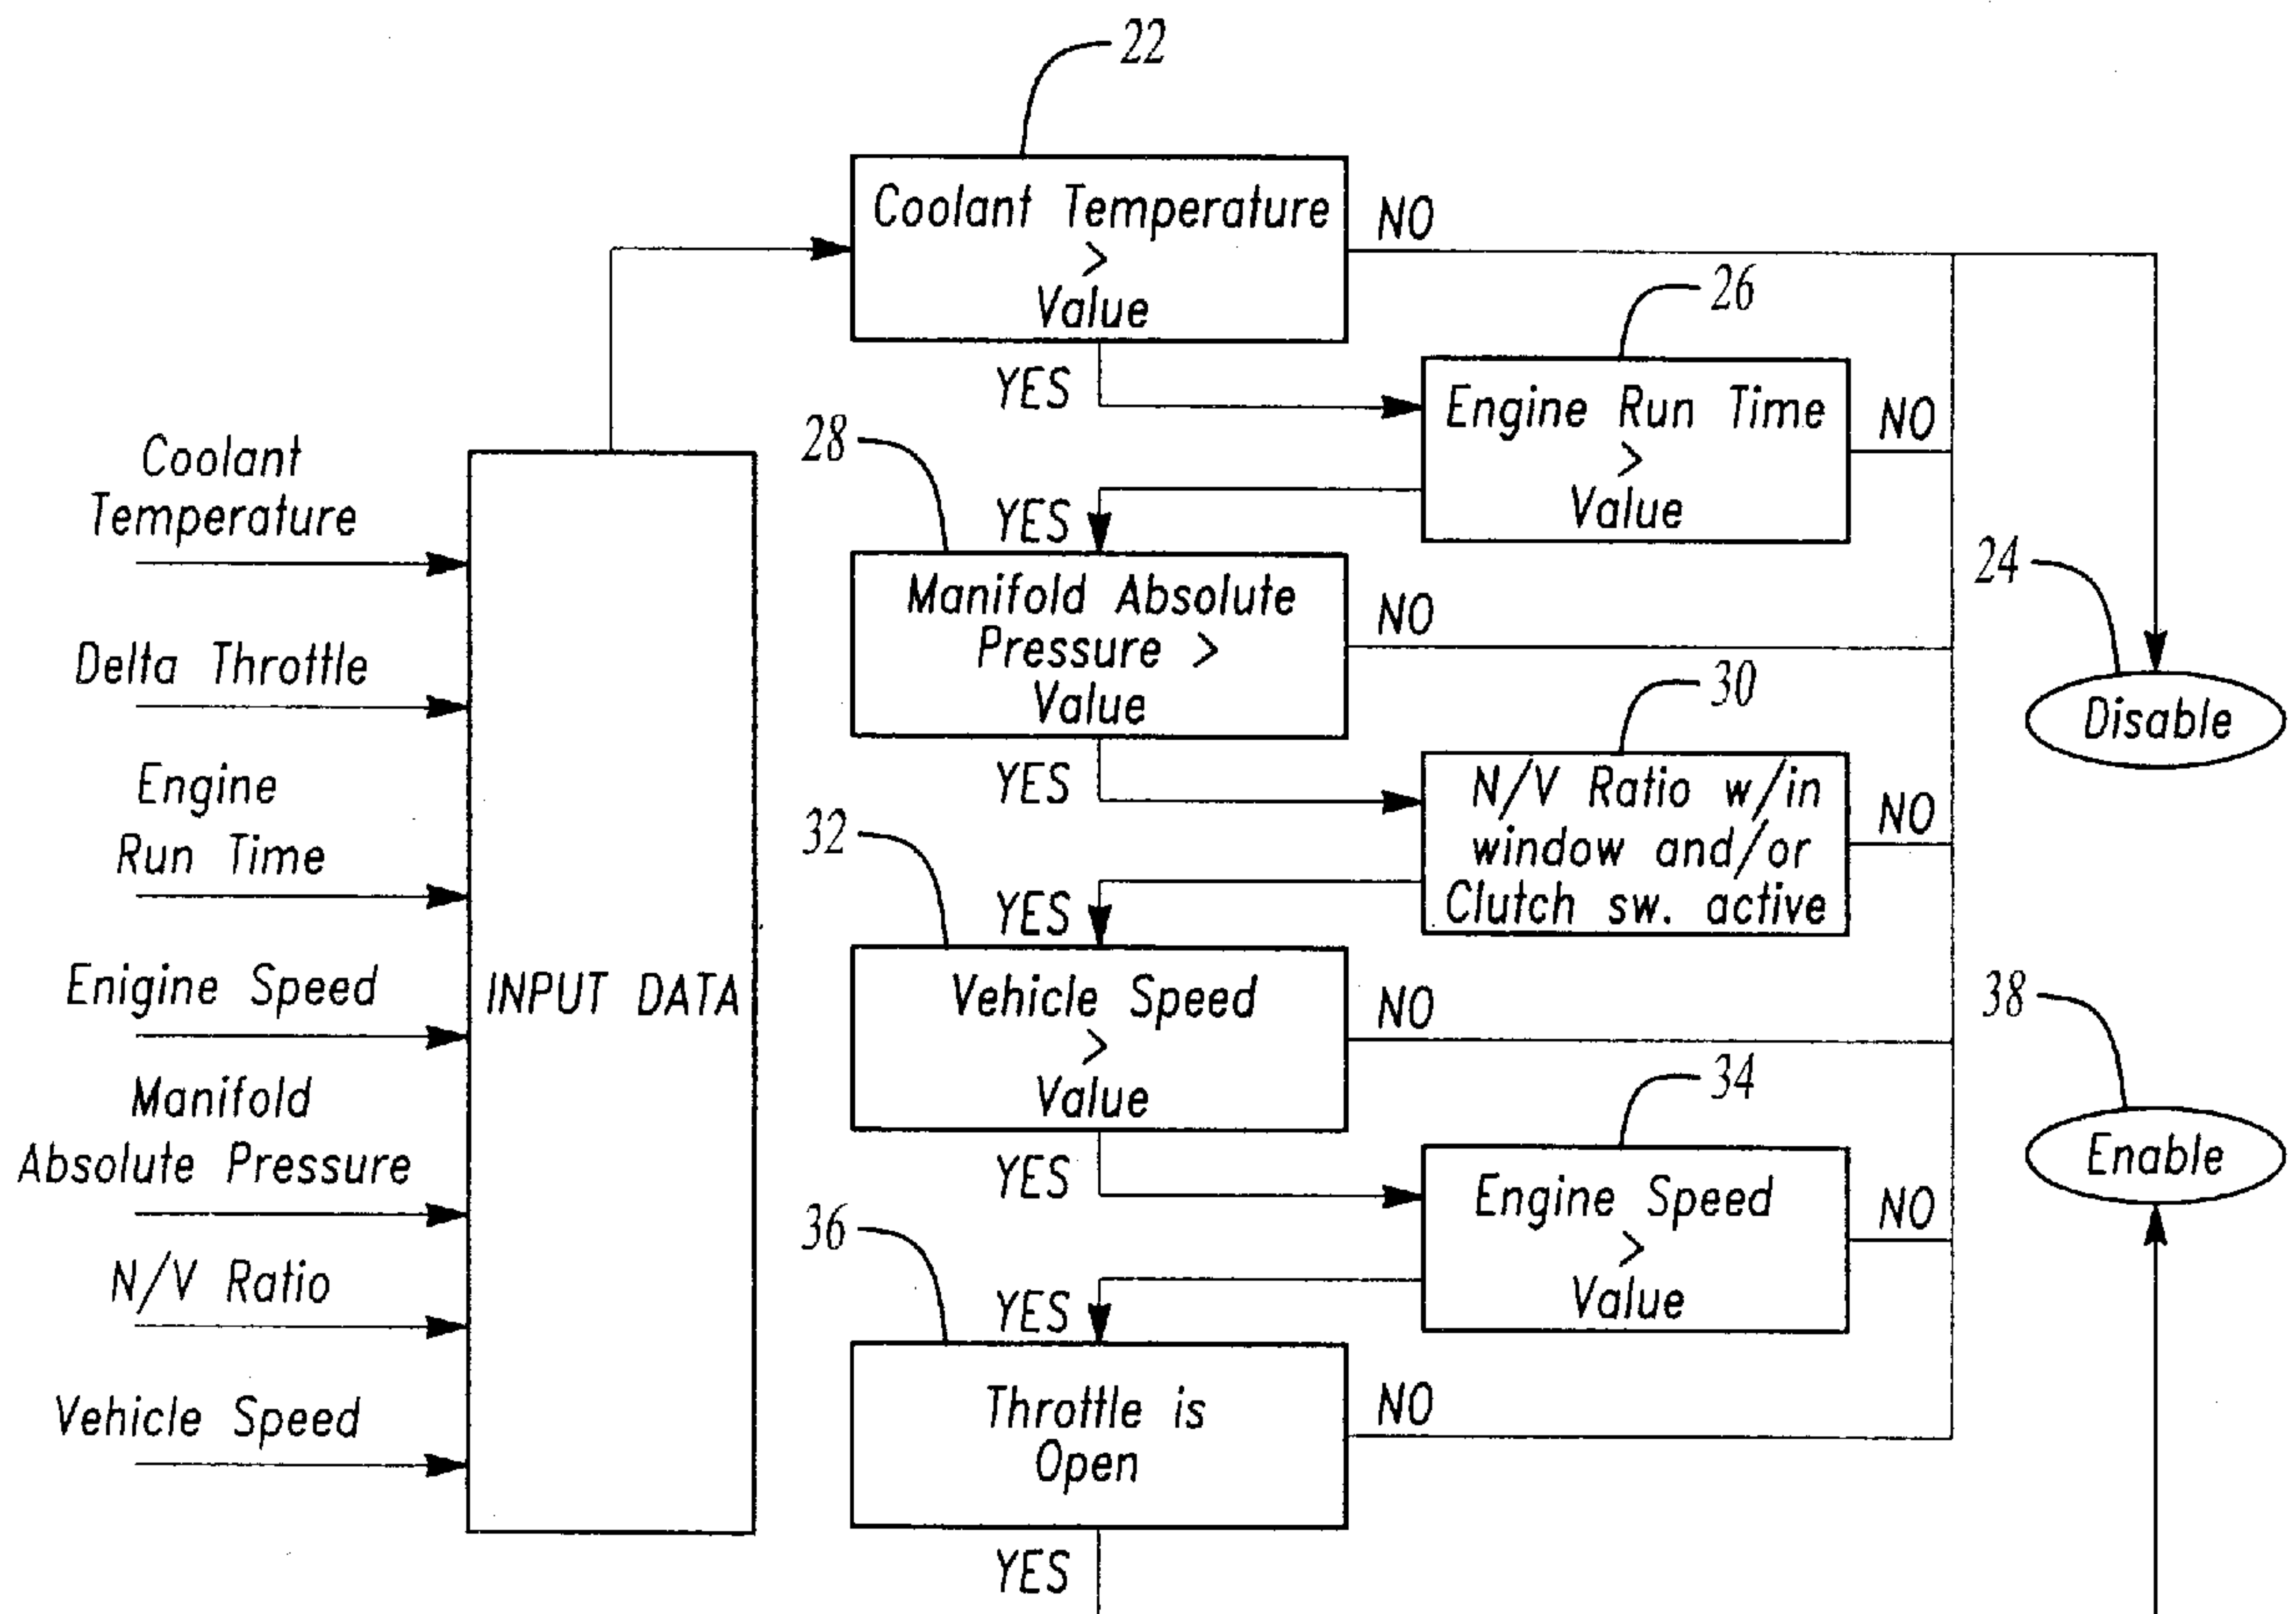 22
Coolant Temperature
>
Value
NO
YES
26
Engine Run Time
>
Value
NO
YES
28
Manifold Absolute
Pressure >
Value
NO
YES
30
N/V Ratio w/in
window and/or
Clutch sw. active
NO
YES
32
Vehicle Speed
>
Value
NO
YES
34
Engine Speed
>
Value
NO
YES
36
Throttle is
Open
NO
YES
24
Disable
38
Enable
Coolant
Temperature
Delta Throttle
Engine
Run Time
Enigine Speed
Manifold
Absolute Pressure
N/V Ratio
Vehicle Speed
INPUT DATA